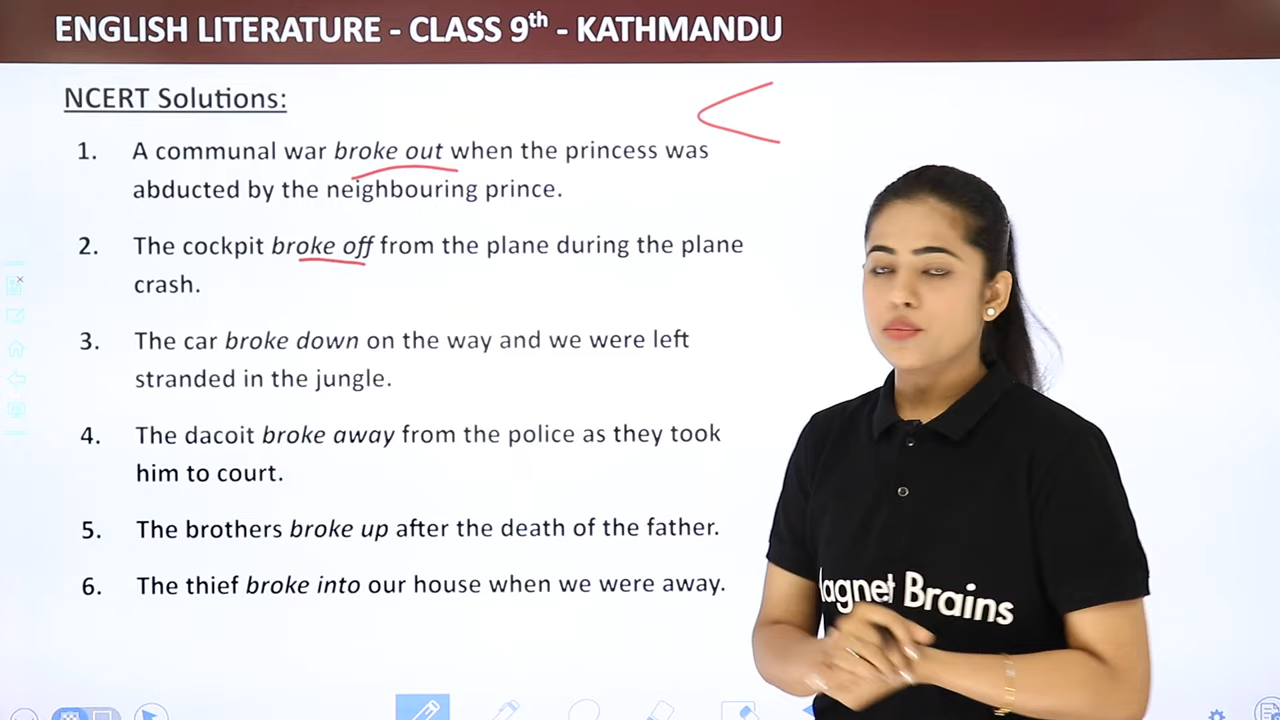 ENGLISH LITERATURE - CLASS 9th - KATHMANDU
NCERT Solutions:
1. A communal war broke out when the princess was
abducted by the neighbouring prince.
2. The cockpit broke off from the plane during the plane
crash.
3. The car broke down on the way and we were left
stranded in the jungle.
4. The dacoit broke away from the police as they took
him to court.
5. The brothers broke up after the death of the father.
6. The thief broke into our house when we were away.
Brains